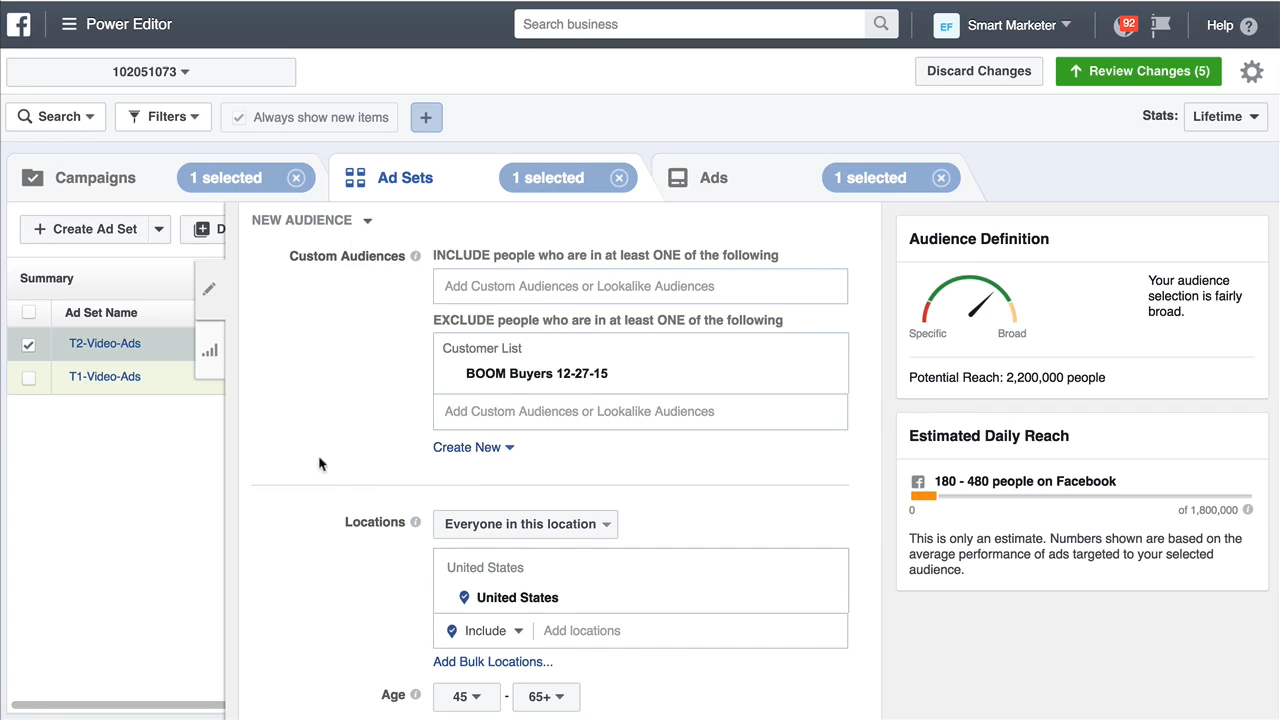 Power Editor
Search business
EF
Smart Marketer
92
Help
102051073
Discard Changes
Review Changes (5)
Search
Filters
Always show new items
+
Stats:
Lifetime
Campaigns
1 selected
Ad Sets
1 selected
Ads
1 selected
+ Create Ad Set
D
Summary
Ad Set Name
T2-Video-Ads
T1-Video-Ads
NEW AUDIENCE
Custom Audiences
INCLUDE people who are in at least ONE of the following
Add Custom Audiences or Lookalike Audiences
EXCLUDE people who are in at least ONE of the following
Customer List
BOOM Buyers 12-27-15
Add Custom Audiences or Lookalike Audiences
Create New
Locations
Everyone in this location
United States
United States
Include
Add locations
Add Bulk Locations...
Age
45
-
65+
Audience Definition
Specific
Broad
Your audience
selection is fairly
broad.
Potential Reach: 2,200,000 people
Estimated Daily Reach
180 - 480 people on Facebook
0
of 1,800,000
This is only an estimate. Numbers shown are based on the
average performance of ads targeted to your selected
audience.